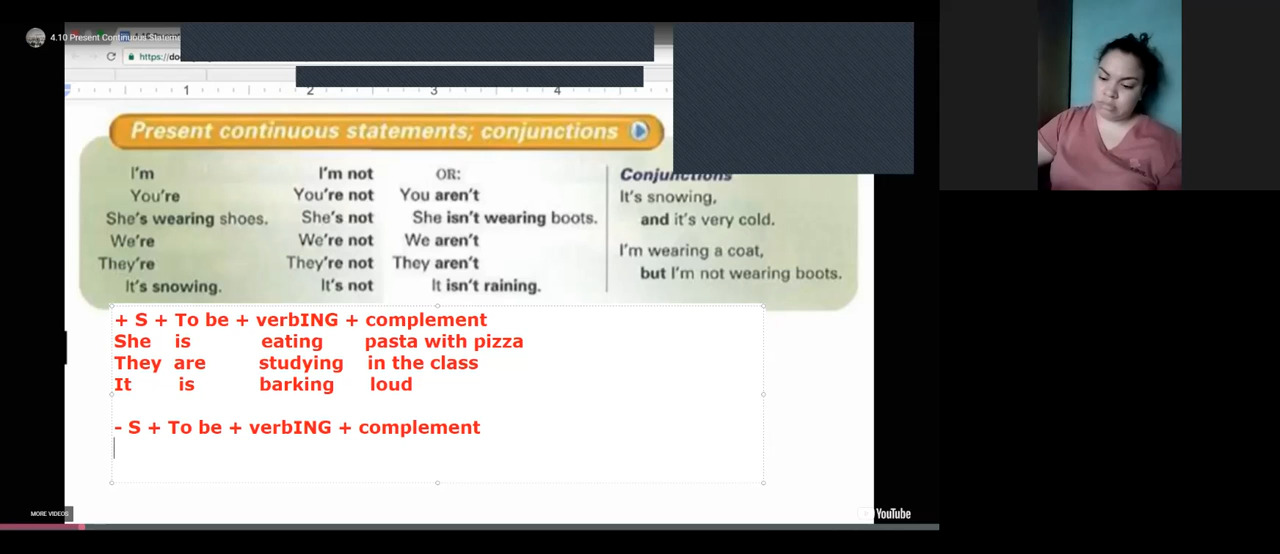 4.10 Present Continuous Stateme
https://do
1 2 3 4
Present continuous statements; conjunctions
I'm I'm not OR: Conjunctions
You're You're not You aren't It's snowing,
She's wearing shoes. She's not She isn't wearing boots. and it's very cold.
We're We're not We aren't I'm wearing a coat,
They're They're not They aren't but I'm not wearing boots.
It's snowing. It's not It isn't raining.
+ S + To be + verbING + complement
She is eating pasta with pizza
They are studying in the class
It is barking loud
- S + To be + verbING + complement
MORE VIDEOS
YouTube